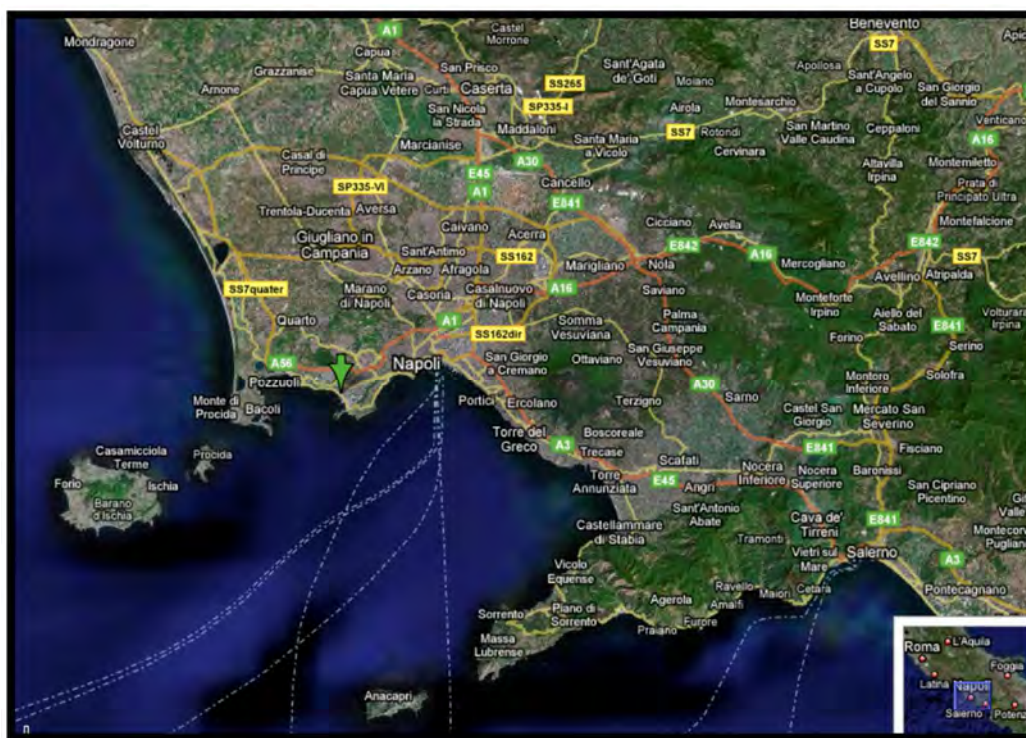 A1
Castel
Morrone
Benevento
Mondragone
Capua
SS7
Apollosa
Grazzanise
San Prisco
Sant'Agata
de' Goti
Moiano
Sant'Angelo
a Cupolo
Santa Maria
Capua Vetere
Curti
Caserta
SS265
Arnone
SP335-I
Airola
Montesarchio
San Giorgio
del Sannio
San Nicola
la Strada
Maddaloni
Venticano
Castel
Volturno
Santa Maria
a Vicolo
SS7
Rotondi
San Martino
Valle Caudina
Ceppaloni
A16
Marcianise
Cervinara
Casal di
Principe
A30
Altavilla
Irpina
Montemiletto
E45
Cancello
Prata di
Principato Ultra
SP335-VI
A1
E841
Trentola-Ducenta
Aversa
Montefalcione
Caivano
Acerra
Cicciano
Avella
Giugliano in
Campania
Sant'Antimo
SS162
E842
A16
E842
SS7
Arzano
Afragola
Marigliano
Nola
Mercogliano
Avellino
Atripalda
SS7quater
Marano
di Napoli
Casoria
Casalnuovo
di Napoli
A16
Saviano
Monteforte
Irpino
Aiello del
Sabato
Volturara
Irpina
Quarto
A1
SS162dir
Somma
Vesuviana
Palma
Campania
Forino
E841
Serino
A56
Napoli
San Giorgio
a Cremano
Ottaviano
San Giuseppe
Vesuviano
Montoro
Inferiore
Solofra
Pozzuoli
Monte di
Procida
Bacoli
Portici
Ercolano
Terzigno
A30
Sarno
Castel San
Giorgio
Mercato San
Severino
Torre del
Greco
A3
Boscoreale
E841
Fisciano
Casamicciola
Terme
Procida
Trecase
Scafati
Nocera
Inferiore
Nocera
Superiore
Baronissi
Forio
Ischia
Torre
Annunziata
E45
Angri
San Cipriano
Picentino
Barano
d'Ischia
Sant'Antonio
Abate
Cava de'
Tirreni
E841
Castellammare
di Stabia
Tramonti
Vietri sul
Mare
Salerno
A3
Vicolo
Equense
Ravello
Maiori
Cetara
Pontecagnano
Sorrento
Piano di
Sorrento
Agerola
Amalfi
Furore
Praiano
Massa
Lubrense
Anacapri
Roma
L'Aquila
Foggia
Latina
Napoli
Salerno